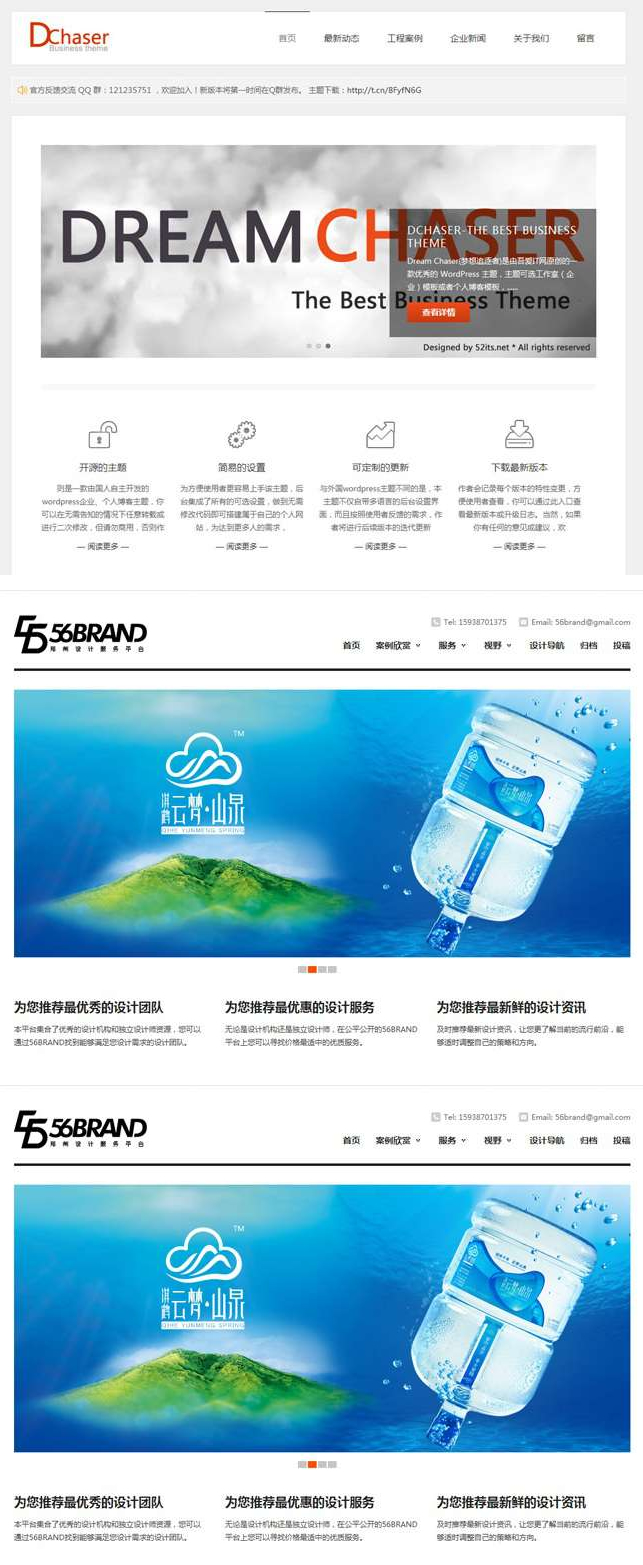 DChaser
Business theme
首页 最新动态 工程案例 企业新闻 关于我们 留言
官方反馈交流 QQ 群：121235751 ，欢迎加入！新版本将第一时间在Q群发布。 主题下载：http://t.cn/8FyfN6G
DREAM CHASER
The Best Business Theme
DCHASER-THE BEST BUSINESS
THEME
Dream Chaser(梦想追逐者)是由吾爱IT网原创的一
款优秀的 WordPress 主题，主题可选工作室（企
业）模板或者个人博客模板，.....
查看详情
Designed by 52its.net * All rights reserved
开源的主题
则是一款由国人自主开发的
wordpress企业、个人博客主题，你
可以在无需告知的情况下任意转载或
进行二次修改，但请勿商用，否则作
— 阅读更多 —
简易的设置
为方便使用者更容易上手该主题，后
台集成了所有的可选设置，做到无需
修改代码即可搭建属于自己的个人网
站，为达到更多人的需求，
— 阅读更多 —
可定制的更新
与外国wordpress主题不同的是，本
主题不仅自带多语言的后台设置界
面，而且按照使用者反馈的需求，作
者将进行后续版本的迭代更新
— 阅读更多 —
下载最新版本
作者会记录每个版本的特性变更，方
便使用者查看，你可以通过此入口查
看最新版本或升级日志。当然，如果
你有任何的意见或建议，欢
— 阅读更多 —
56BRAND
郑州设计服务平台
Tel: 15938701375 Email: 56brand@gmail.com
首页 案例欣赏 服务 视野 设计导航 归档 投稿
TM
淇鹤云梦·山泉
QIHE YUNMENG SPRING
为您推荐最优秀的设计团队
本平台集合了优秀的设计机构和独立设计师资源，您可以
通过56BRAND找到能够满足您设计需求的设计团队。
为您推荐最优惠的设计服务
无论是设计机构还是独立设计师，在公平公开的56BRAND
平台上您可以寻找价格最适中的优质服务。
为您推荐最新鲜的设计资讯
及时推荐最新设计资讯，让您更了解当前的流行前沿，能
够适时调整自己的策略和方向。
56BRAND
郑州设计服务平台
Tel: 15938701375 Email: 56brand@gmail.com
首页 案例欣赏 服务 视野 设计导航 归档 投稿
TM
淇鹤云梦·山泉
QIHE YUNMENG SPRING
为您推荐最优秀的设计团队
本平台集合了优秀的设计机构和独立设计师资源，您可以
通过56BRAND找到能够满足您设计需求的设计团队。
为您推荐最优惠的设计服务
无论是设计机构还是独立设计师，在公平公开的56BRAND
平台上您可以寻找价格最适中的优质服务。
为您推荐最新鲜的设计资讯
及时推荐最新设计资讯，让您更了解当前的流行前沿，能
够适时调整自己的策略和方向。